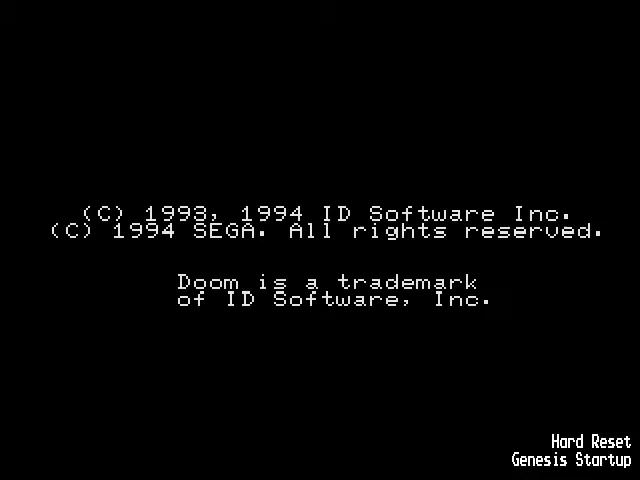 (C) 1993, 1994 ID Software Inc.
(C) 1994 SEGA. All rights reserved.
Doom is a trademark
of ID Software, Inc.
Hard Reset
Genesis Startup